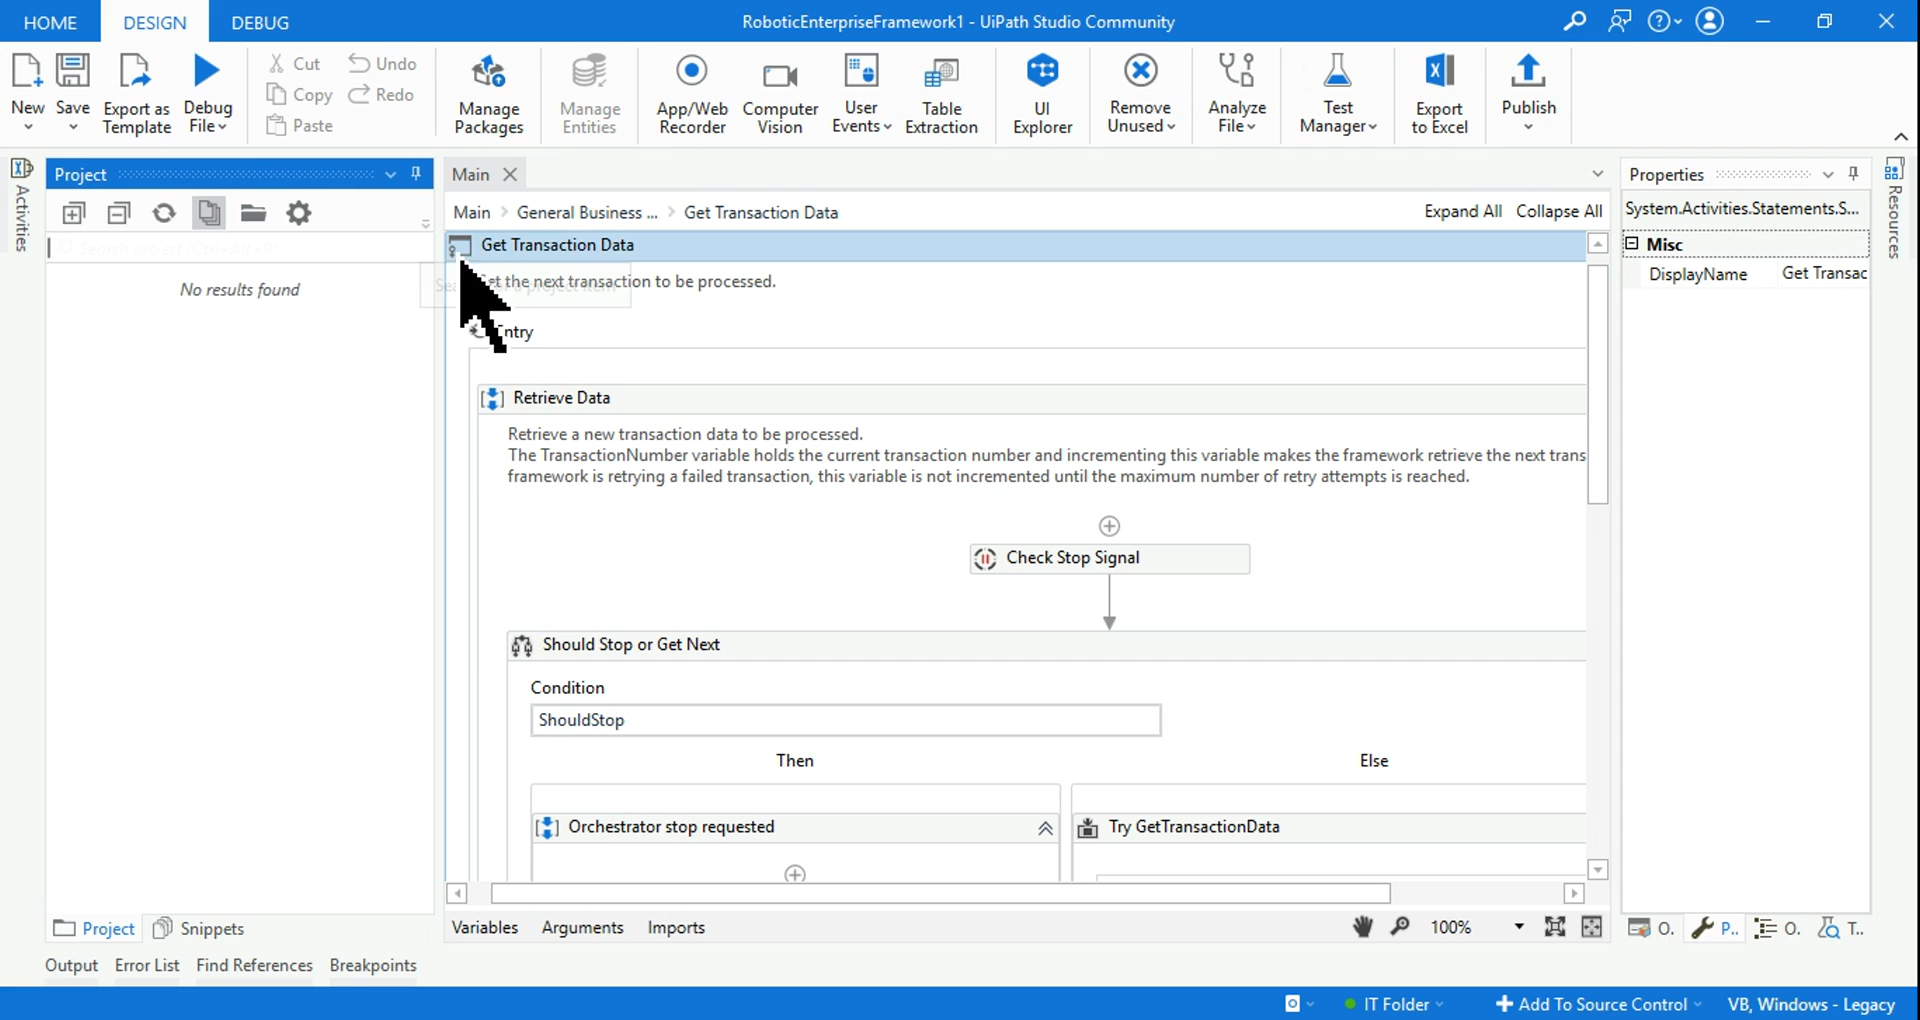 HOME DESIGN DEBUG RoboticEnterpriseFramework1 - UiPath Studio Community
New Save Export as Template Debug File
Cut Undo
Copy Redo
Paste
Manage Packages Manage Entities App/Web Recorder Computer Vision User Events Table Extraction UI Explorer Remove Unused Analyze File Test Manager Export to Excel Publish
Activities
Project
Search project (Ctrl+Alt+F)
No results found
Main
Main > General Business ... > Get Transaction Data Expand All Collapse All
Get Transaction Data
the next transaction to be processed.
Retrieve Data
Retrieve a new transaction data to be processed.
The TransactionNumber variable holds the current transaction number and incrementing this variable makes the framework retrieve the next trans
framework is retrying a failed transaction, this variable is not incremented until the maximum number of retry attempts is reached.
Check Stop Signal
Should Stop or Get Next
Condition
ShouldStop
Then Else
Orchestrator stop requested Try GetTransactionData
Properties
System.Activities.Statements.S...
Misc
DisplayName Get Transac
Resources
Project Snippets
Variables Arguments Imports 100%
O. P.. O. T..
Output Error List Find References Breakpoints
IT Folder Add To Source Control VB, Windows - Legacy